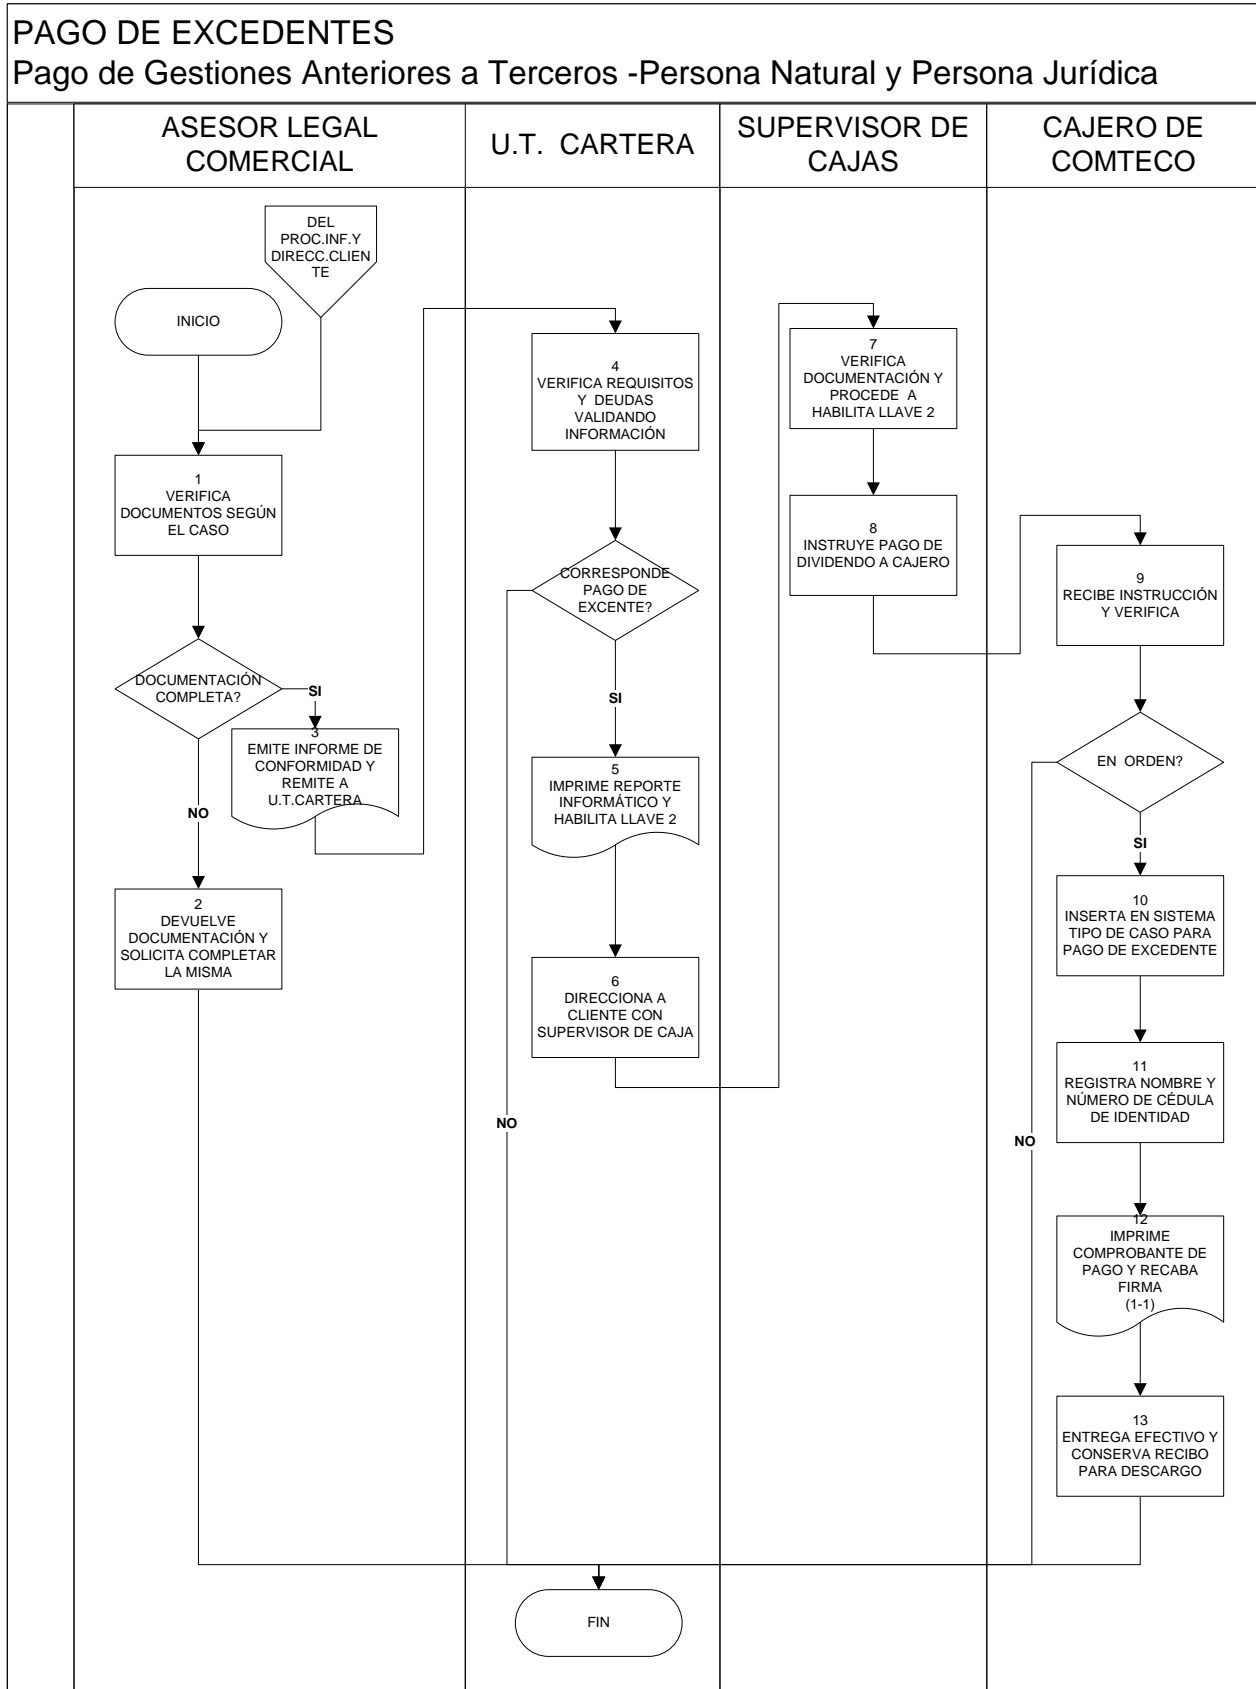 PAGO DE EXCEDENTES
Pago de Gestiones Anteriores a Terceros -Persona Natural y Persona Jurídica
ASESOR LEGAL
COMERCIAL
U.T. CARTERA
SUPERVISOR DE
CAJAS
CAJERO DE
COMTECO
DEL
PROC.INF.Y
DIRECC.CLIEN
TE
INICIO
1
VERIFICA
DOCUMENTOS SEGÚN
EL CASO
DOCUMENTACIÓN
COMPLETA?
SI
NO
3
EMITE INFORME DE
CONFORMIDAD Y
REMITE A
U.T.CARTERA
2
DEVUELVE
DOCUMENTACIÓN Y
SOLICITA COMPLETAR
LA MISMA
4
VERIFICA REQUISITOS
Y DEUDAS
VALIDANDO
INFORMACIÓN
CORRESPONDE
PAGO DE
EXCENTE?
SI
NO
5
IMPRIME REPORTE
INFORMÁTICO Y
HABILITA LLAVE 2
6
DIRECCIONA A
CLIENTE CON
SUPERVISOR DE CAJA
7
VERIFICA
DOCUMENTACIÓN Y
PROCEDE A
HABILITA LLAVE 2
8
INSTRUYE PAGO DE
DIVIDENDO A CAJERO
9
RECIBE INSTRUCCIÓN
Y VERIFICA
EN ORDEN?
SI
NO
10
INSERTA EN SISTEMA
TIPO DE CASO PARA
PAGO DE EXCEDENTE
11
REGISTRA NOMBRE Y
NÚMERO DE CÉDULA
DE IDENTIDAD
12
IMPRIME
COMPROBANTE DE
PAGO Y RECABA
FIRMA
(1-1)
13
ENTREGA EFECTIVO Y
CONSERVA RECIBO
PARA DESCARGO
FIN